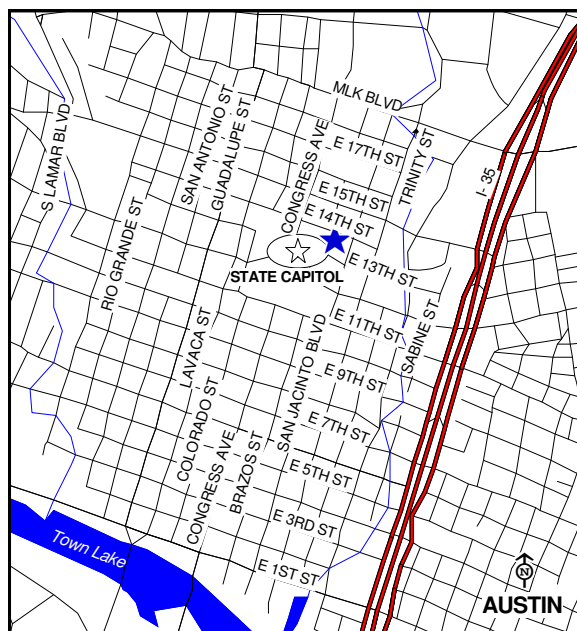 MLK BLVD
S LAMAR BLVD
SAN ANTONIO ST
GUADALUPE ST
CONGRESS AVE
E 17TH ST
TRINITY ST
I- 35
E 15TH ST
RIO GRANDE ST
E 14TH ST
E 13TH ST
STATE CAPITOL
LAVACA ST
E 11TH ST
SABINE ST
SAN JACINTO BLVD
E 9TH ST
COLORADO ST
E 7TH ST
CONGRESS AVE
BRAZOS ST
E 5TH ST
E 3RD ST
Town Lake
E 1ST ST
N
AUSTIN